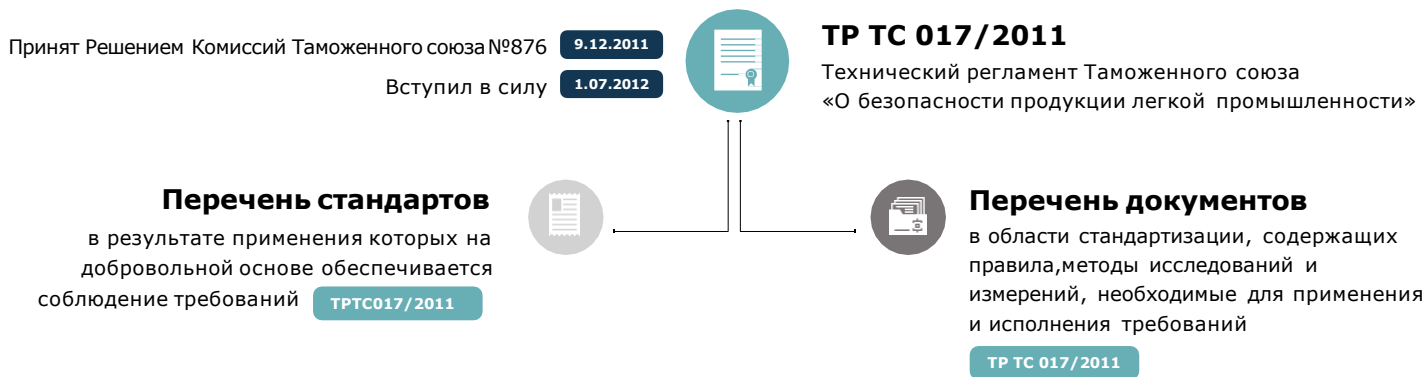 Принят Решением Комиссий Таможенного союза №876 9.12.2011
Вступил в силу 1.07.2012
ТР ТС 017/2011
Технический регламент Таможенного союза
«О безопасности продукции легкой промышленности»
Перечень стандартов
в результате применения которых на
добровольной основе обеспечивается
соблюдение требований ТРТС017/2011
Перечень документов
в области стандартизации, содержащих
правила,методы исследований и
измерений, необходимые для применения
и исполнения требований
ТР ТС 017/2011